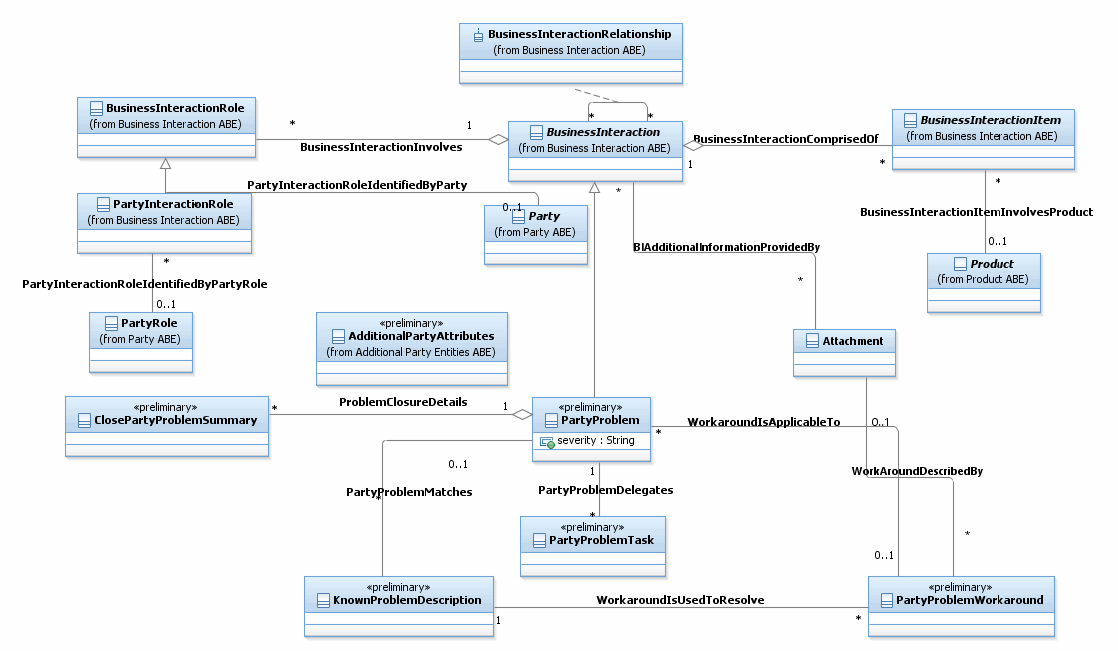 BusinessInteractionRelationship
(from Business Interaction ABE)
BusinessInteractionRole
(from Business Interaction ABE)
*
1
BusinessInteractionInvolves
*
*
BusinessInteraction
(from Business Interaction ABE)
BusinessInteractionComprisedOf
1
*
BusinessInteractionItem
(from Business Interaction ABE)
PartyInteractionRoleIdentifiedByParty
*
*
PartyInteractionRole
(from Business Interaction ABE)
0..1
Party
(from Party ABE)
BusinessInteractionItemInvolvesProduct
0..1
BIAdditionalInformationProvidedBy
*
*
PartyInteractionRoleIdentifiedByPartyRole
0..1
Product
(from Product ABE)
PartyRole
(from Party ABE)
«preliminary»
AdditionalPartyAttributes
(from Additional Party Entities ABE)
Attachment
«preliminary»
ClosePartyProblemSummary
*
ProblemClosureDetails
1
«preliminary»
PartyProblem
severity : String
*
WorkaroundIsApplicableTo
0..1
0..1
1
WorkAroundDescribedBy
PartyProblemMatches
*
PartyProblemDelegates
*
«preliminary»
PartyProblemTask
*
0..1
«preliminary»
KnownProblemDescription
1
WorkaroundIsUsedToResolve
*
«preliminary»
PartyProblemWorkaround